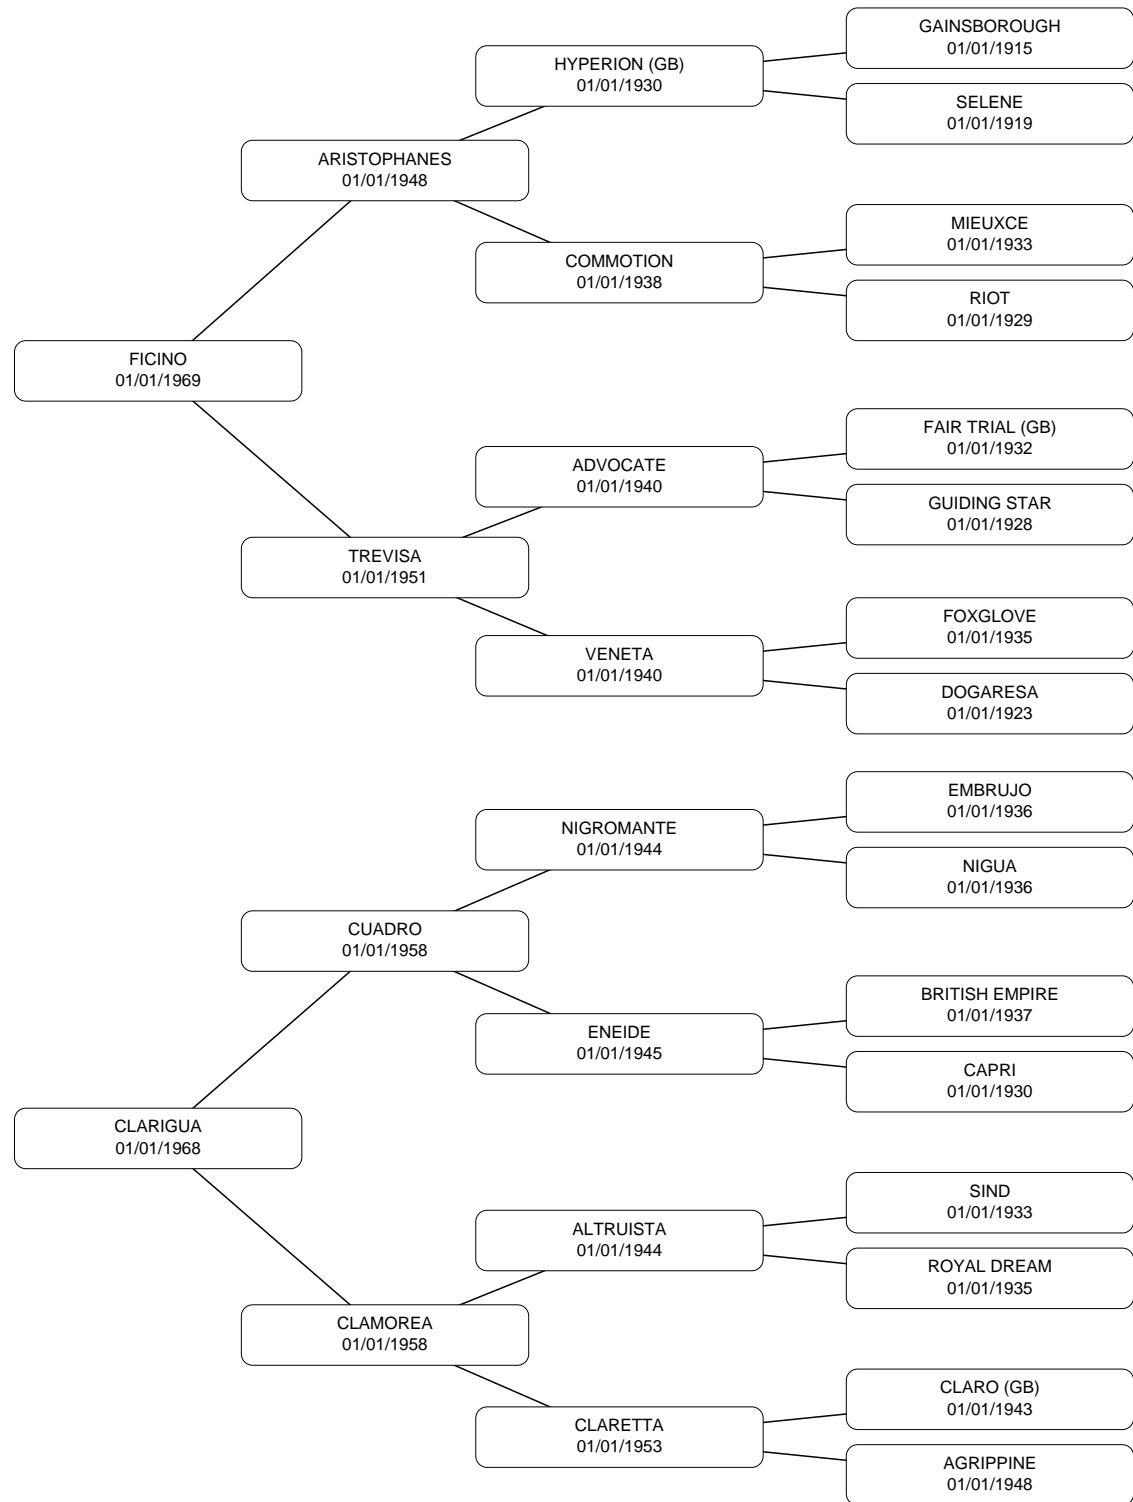 GAINSBOROUGH
01/01/1915
HYPERION (GB)
01/01/1930
SELENE
01/01/1919
ARISTOPHANES
01/01/1948
MIEUXCE
01/01/1933
COMMOTION
01/01/1938
RIOT
01/01/1929
FICINO
01/01/1969
FAIR TRIAL (GB)
01/01/1932
ADVOCATE
01/01/1940
GUIDING STAR
01/01/1928
TREVISA
01/01/1951
FOXGLOVE
01/01/1935
VENETA
01/01/1940
DOGARESA
01/01/1923
EMBRUJO
01/01/1936
NIGROMANTE
01/01/1944
NIGUA
01/01/1936
CUADRO
01/01/1958
BRITISH EMPIRE
01/01/1937
ENEIDE
01/01/1945
CAPRI
01/01/1930
CLARIGUA
01/01/1968
SIND
01/01/1933
ALTRUISTA
01/01/1944
ROYAL DREAM
01/01/1935
CLAMOREA
01/01/1958
CLARO (GB)
01/01/1943
CLARETTA
01/01/1953
AGRIPPINE
01/01/1948